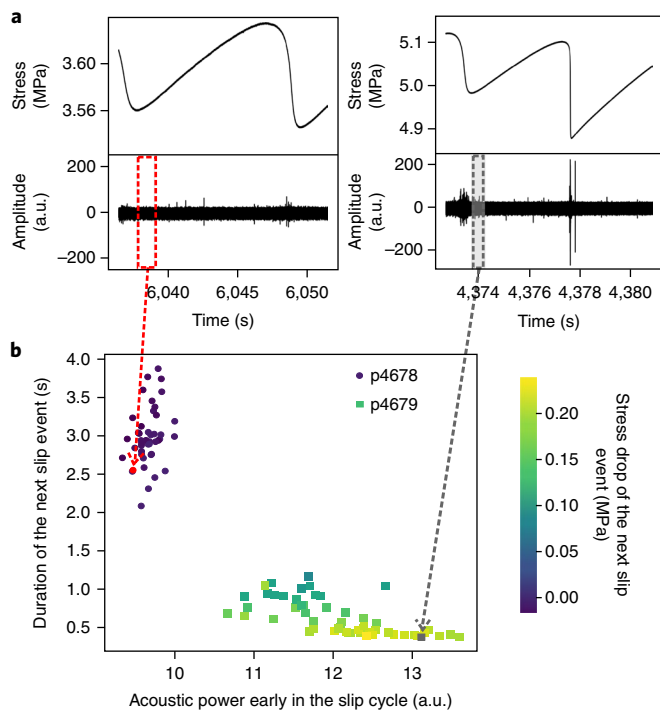 a
Stress
(MPa)
3.60
3.56
Amplitude
(a.u.)
200
0
–200
6,040
6,045
6,050
Time (s)
Stress
(MPa)
5.1
5.0
4.9
Amplitude
(a.u.)
200
0
–200
4,374
4,376
4,378
4,380
Time (s)
b
Duration of the next slip event (s)
4.0
3.5
3.0
2.5
2.0
1.5
1.0
0.5
p4678
p4679
10
11
12
13
Acoustic power early in the slip cycle (a.u.)
0.20
0.15
0.10
0.05
0.00
Stress drop of the next slip
event (MPa)